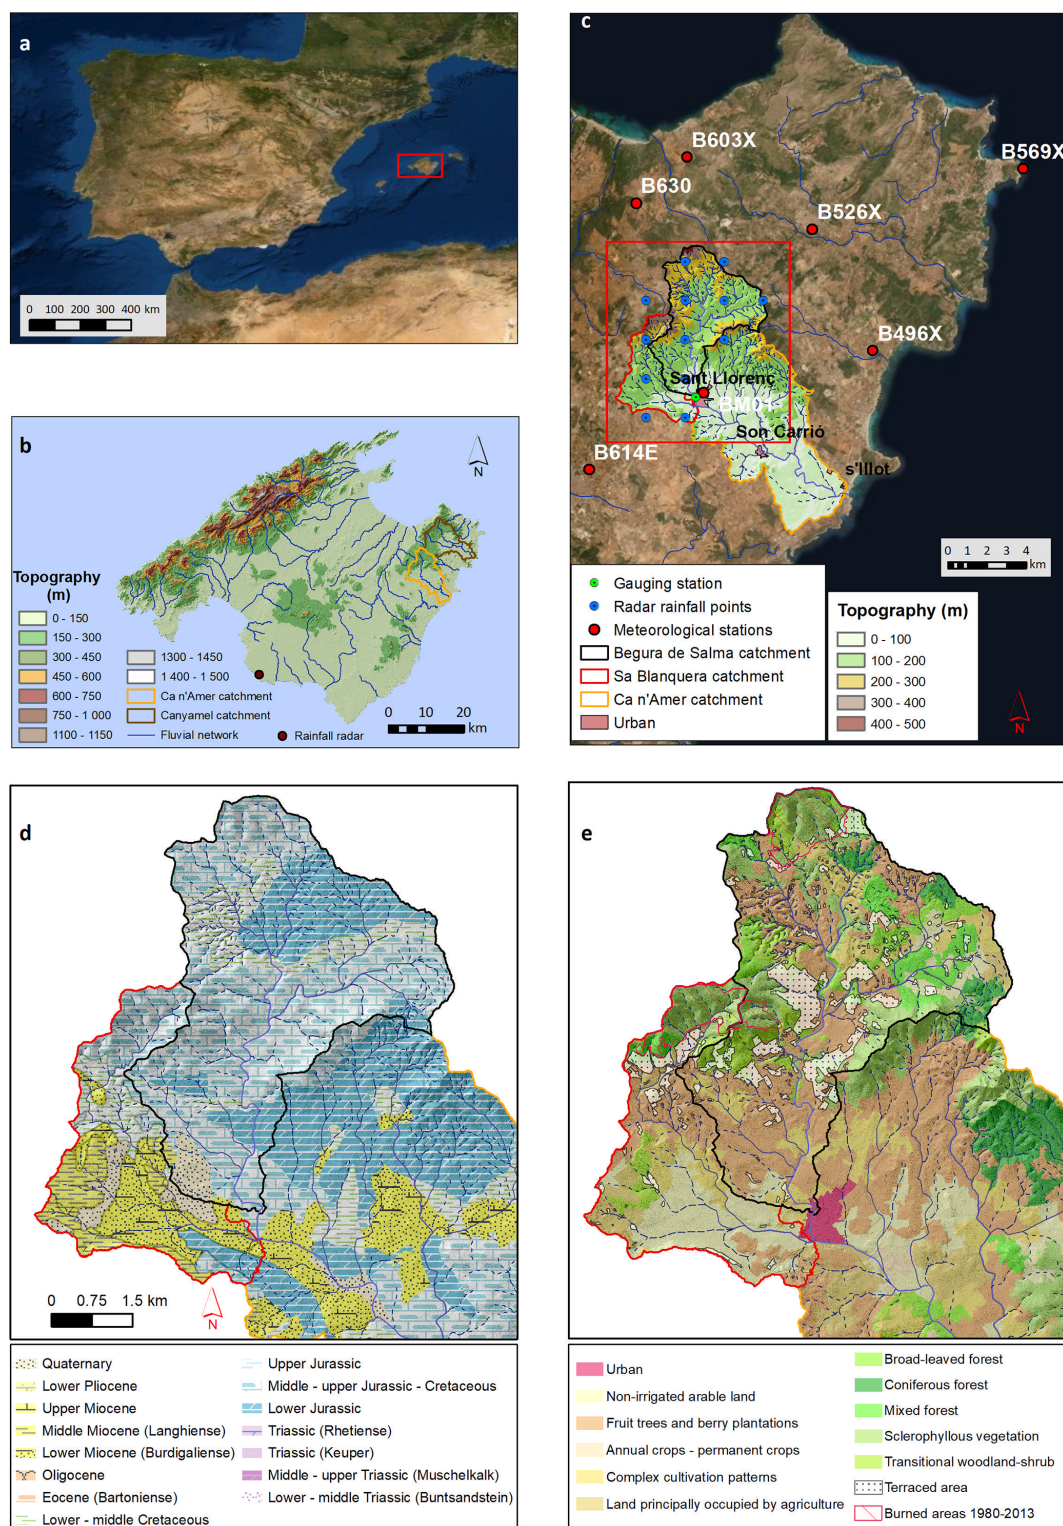 a
0 100 200 300 400 km
b
N
Topography
(m)
0 - 150
150 - 300
300 - 450
450 - 600
600 - 750
750 - 1 000
1100 - 1150
1300 - 1450
1 400 - 1 500
Ca n'Amer catchment
Canyamel catchment
Fluvial network
Rainfall radar
0 10 20
km
c
B603X
B569X
B630
B526X
B496X
Sant Llorenç
BM01
Son Carrió
B614E
s'Illot
0 1 2 3 4
km
Gauging station
Radar rainfall points
Meteorological stations
Begura de Salma catchment
Sa Blanquera catchment
Ca n'Amer catchment
Urban
Topography (m)
0 - 100
100 - 200
200 - 300
300 - 400
400 - 500
N
d
0 0.75 1.5 km
N
Quaternary
Lower Pliocene
Upper Miocene
Middle Miocene (Langhiense)
Lower Miocene (Burdigaliense)
Oligocene
Eocene (Bartoniense)
Lower - middle Cretaceous
Upper Jurassic
Middle - upper Jurassic - Cretaceous
Lower Jurassic
Triassic (Rhetiense)
Triassic (Keuper)
Middle - upper Triassic (Muschelkalk)
Lower - middle Triassic (Buntsandstein)
e
Urban
Non-irrigated arable land
Fruit trees and berry plantations
Annual crops - permanent crops
Complex cultivation patterns
Land principally occupied by agriculture
Broad-leaved forest
Coniferous forest
Mixed forest
Sclerophyllous vegetation
Transitional woodland-shrub
Terraced area
Burned areas 1980-2013